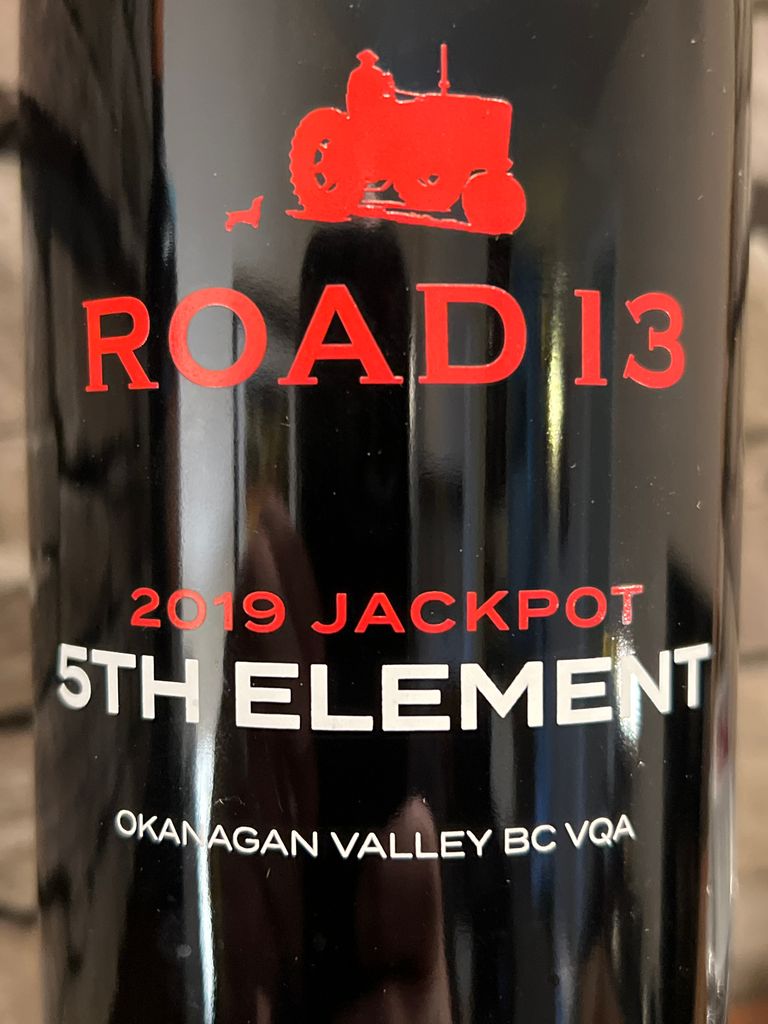 ROAD 13
2019 JACKPOT
5TH ELEMENT
OKANAGAN VALLEY BC VQA